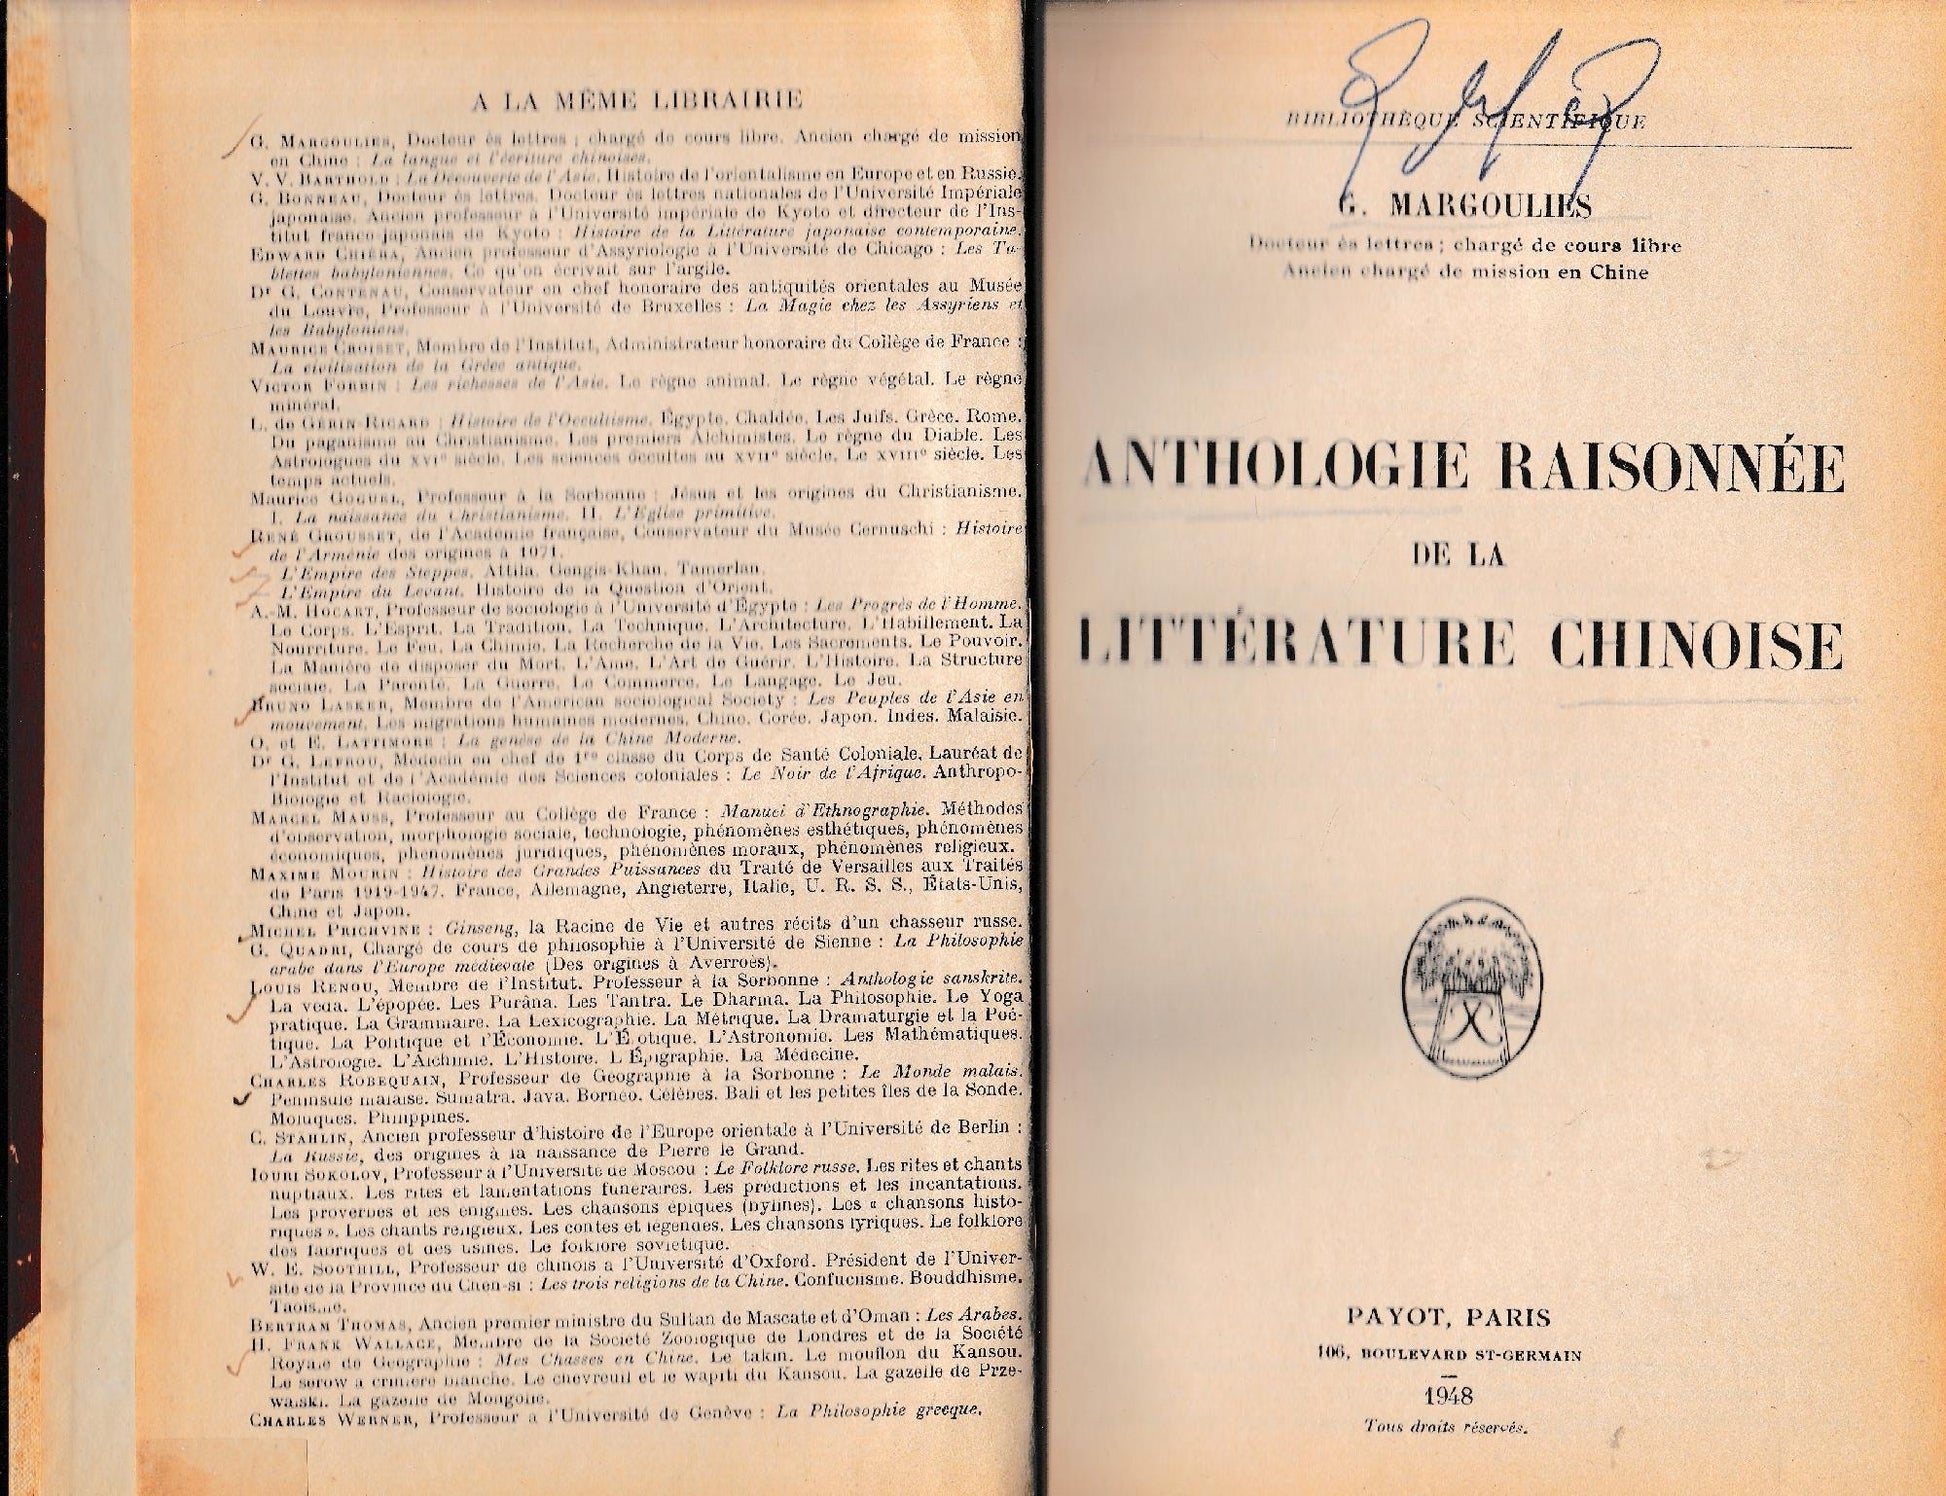 A LA MÊME LIBRAIRIE
G. MARGOULIES, Docteur ès lettres ; chargé de cours libre. Ancien chargé de mission
en Chine : La langue et l'écriture chinoises.
V. V. BARTHOLD : La Découverte de l'Asie. Histoire de l'orientalisme en Europe et en Russie.
G. BONNEAU, Docteur ès lettres, Docteur ès lettres nationales de l'Université Impériale
japonaise. Ancien professeur à l'Université impériale de Kyoto et directeur de l'Ins-
titut franco-japonais de Kyoto : Histoire de la Littérature japonaise contemporaine.
EDWARD CHIERA, Ancien professeur d'Assyriologie à l'Université de Chicago : Les Ta-
blettes babyloniennes. Ce qu'on écrivait sur l'argile.
Dr G. CONTENAU, Conservateur en chef honoraire des antiquités orientales au Musée
du Louvre, Professeur à l'Université de Bruxelles : La Magie chez les Assyriens et
les Babyloniens.
MAURICE CROISET, Membre de l'Institut, Administrateur honoraire du Collège de France :
La civilisation de la Grèce antique.
VICTOR FORBIN : Les richesses de l'Asie. Le règne animal. Le règne végétal. Le règne
minéral.
L. de GÉRIN RICARD : Histoire de l'Occultisme. Égypte. Chaldée. Les Juifs. Grèce. Rome.
Du paganisme au Christianisme. Les premiers Alchimistes. Le règne du Diable. Les
Astrologues du XVIe siècle. Les sciences occultes au XVIIe siècle. Le XVIIIe siècle. Les
temps actuels.
Maurice GOGUEL, Professeur à la Sorbonne : Jésus et les origines du Christianisme.
I. La naissance du Christianisme. II. L'Église primitive.
RENÉ GROUSSET, de l'Académie française, Conservateur du Musée Cernuschi : Histoire
de l'Arménie des origines à 1071.
L'Empire des Steppes. Attila. Gengis-Khan. Tamerlan.
L'Empire du Levant. Histoire de la Question d'Orient.
A.-M. HOCART, Professeur de sociologie à l'Université d'Égypte : Les Progrès de l'Homme.
Le Corps. L'Esprit. La Tradition. La Technique. L'Architecture. L'Habillement. La
Nourriture. Le Feu. La Chimie. La Recherche de la Vie. Les Sacrements. Le Pouvoir.
La Manière de disposer du Mort. L'Ame. L'Art de Guérir. L'Histoire. La Structure
sociale. La Parenté. La Guerre. Le Commerce. Le Langage. Le Jeu.
BRUNO LASKER, Membre de l'American sociological Society : Les Peuples de l'Asie en
mouvement. Les migrations humaines modernes. Chine. Corée. Japon. Indes. Malaisie.
O. et E. LATTIMORE : La genèse de la Chine Moderne.
Dr G. LEFROU, Médecin en chef de 1re classe du Corps de Santé Coloniale. Lauréat de
l'Institut et de l'Académie des Sciences coloniales : Le Noir de l'Afrique. Anthropo-
Biologie et Raciologie.
MARCEL MAUSS, Professeur au Collège de France : Manuel d'Ethnographie. Méthodes
d'observation, morphologie sociale, technologie, phénomènes esthétiques, phénomènes
économiques, phénomènes juridiques, phénomènes moraux, phénomènes religieux.
MAXIME MOURIN : Histoire des Grandes Puissances du Traité de Versailles aux Traités
de Paris 1919-1947. France, Allemagne, Angleterre, Italie, U. R. S. S., États-Unis,
Chine et Japon.
MICHEL PRICHVINE : Ginseng, la Racine de Vie et autres récits d'un chasseur russe.
G. QUADRI, Chargé de cours de philosophie à l'Université de Sienne : La Philosophie
arabe dans l'Europe médiévale (Des origines à Averroès).
LOUIS RENOU, Membre de l'Institut. Professeur à la Sorbonne : Anthologie sanskrite.
La veda. L'épopée. Les Purâna. Les Tantra. Le Dharma. La Philosophie. Le Yoga
pratique. La Grammaire. La Lexicographie. La Métrique. La Dramaturgie et la Poé-
tique. La Politique et l'Économie. L'Érotique. L'Astronomie. Les Mathématiques.
L'Astrologie. L'Alchimie. L'Histoire. L'Épigraphie. La Médecine.
CHARLES ROBEQUAIN, Professeur de Géographie à la Sorbonne : Le Monde malais.
Péninsule malaise. Sumatra. Java. Bornéo. Célèbes. Bali et les petites îles de la Sonde.
Moluques. Philippines.
C. STAHLIN, Ancien professeur d'histoire de l'Europe orientale à l'Université de Berlin :
La Russie, des origines à la naissance de Pierre le Grand.
IOURI SOKOLOV, Professeur à l'Université de Moscou : Le Folklore russe. Les rites et chants
nuptiaux. Les rites et lamentations funéraires. Les prédictions et les incantations.
Les proverbes et les énigmes. Les chansons épiques (bylines). Les « chansons histo-
riques ». Les chants religieux. Les contes et légendes. Les chansons lyriques. Le folklore
des fabriques et des usines. Le folklore soviétique.
W. E. SOOTHILL, Professeur de chinois à l'Université d'Oxford. Président de l'Univer-
sité de la Province du Chen-si : Les trois religions de la Chine. Confucisme. Bouddhisme.
Taoïsme.
BERTRAM THOMAS, Ancien premier ministre du Sultan de Mascate et d'Oman : Les Arabes.
H. FRANK WALLACE, Membre de la Société Zoologique de Londres et de la Société
Royale de Géographie : Mes Chasses en Chine. Le takin. Le mouflon du Kansou.
Le serow à crinière blanche. Le chevreuil et le wapiti du Kansou. La gazelle de Prze-
walski. La gazelle de Mongolie.
CHARLES WERNER, Professeur à l'Université de Genève : La Philosophie grecque.
BIBLIOTHÈQUE SCIENTIFIQUE
G. MARGOULIES
Docteur ès lettres ; chargé de cours libre
Ancien chargé de mission en Chine
ANTHOLOGIE RAISONNÉE
DE LA
LITTÉRATURE CHINOISE
PAYOT, PARIS
106, BOULEVARD ST-GERMAIN
1948
Tous droits réservés.